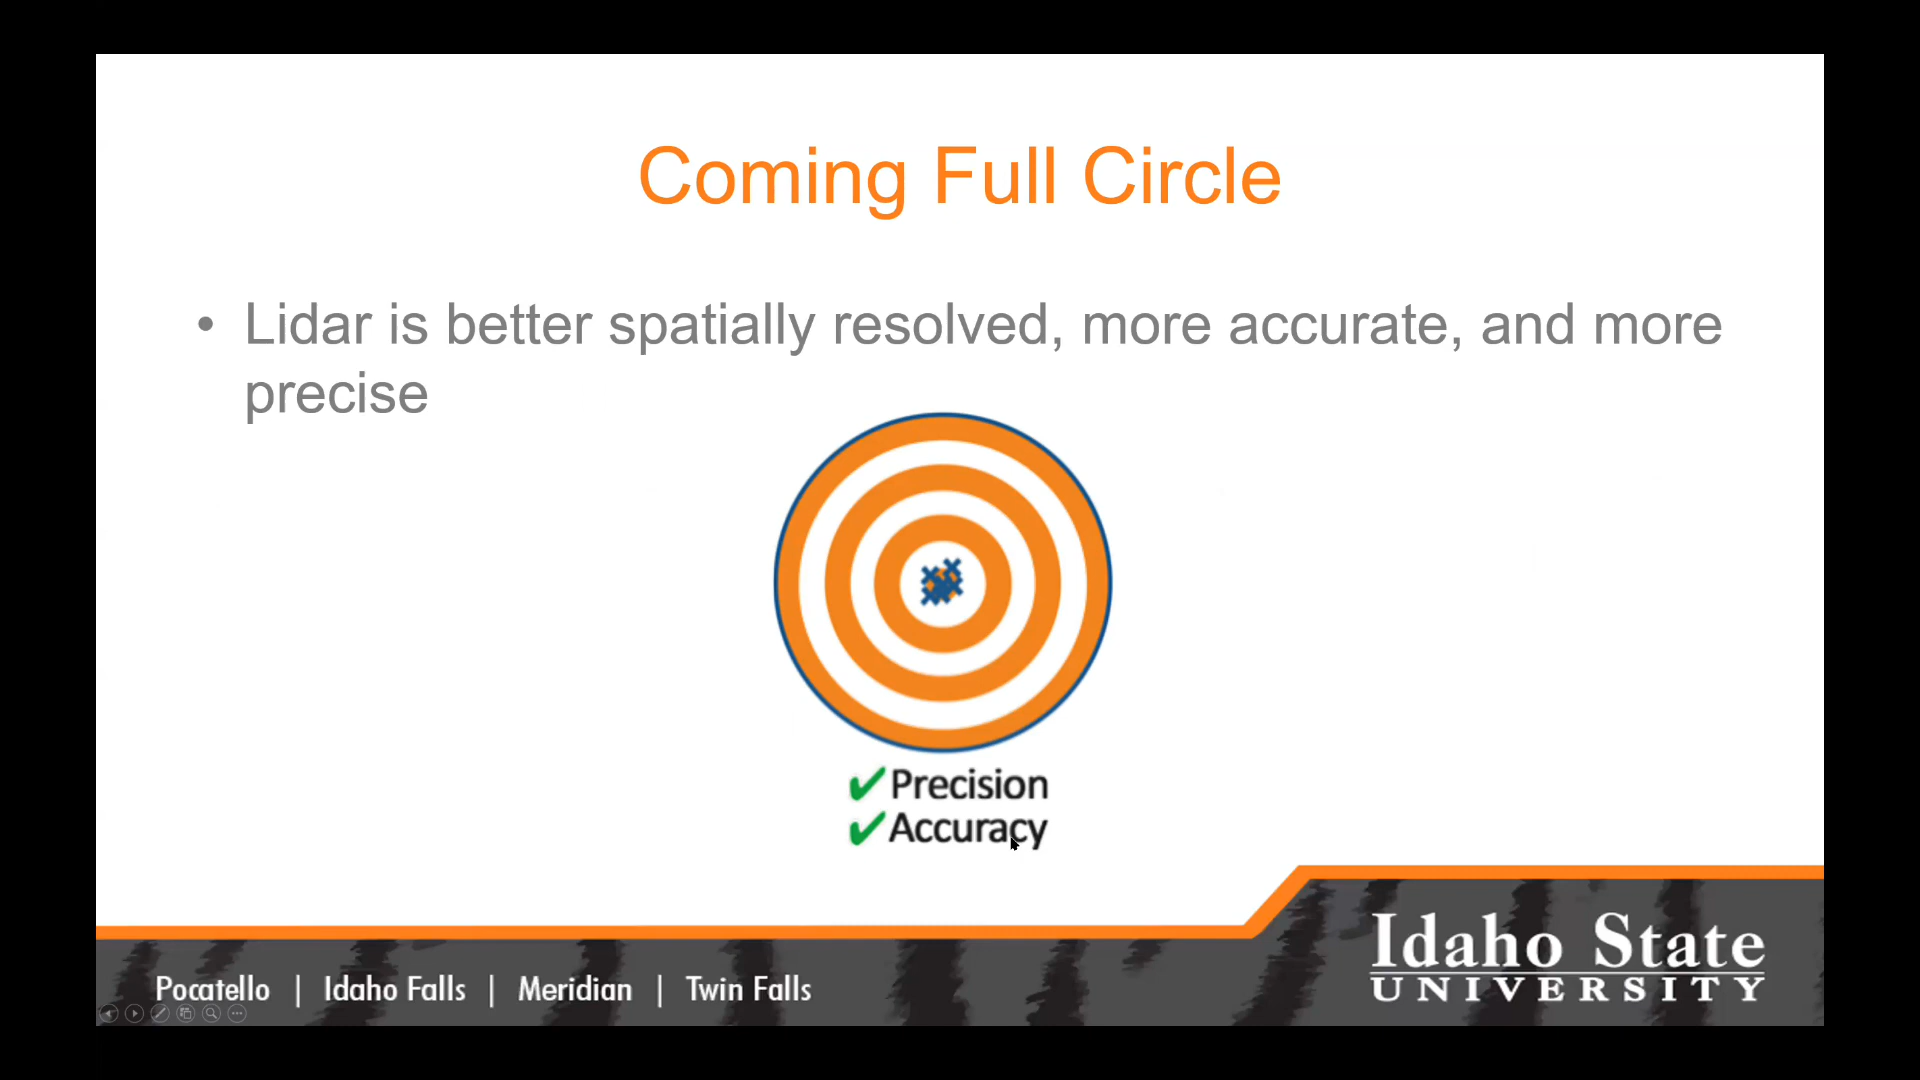 Coming Full Circle
• Lidar is better spatially resolved, more accurate, and more
precise
✔Precision
✔Accuracy
Pocatello | Idaho Falls | Meridian | Twin Falls
Idaho State
UNIVERSITY